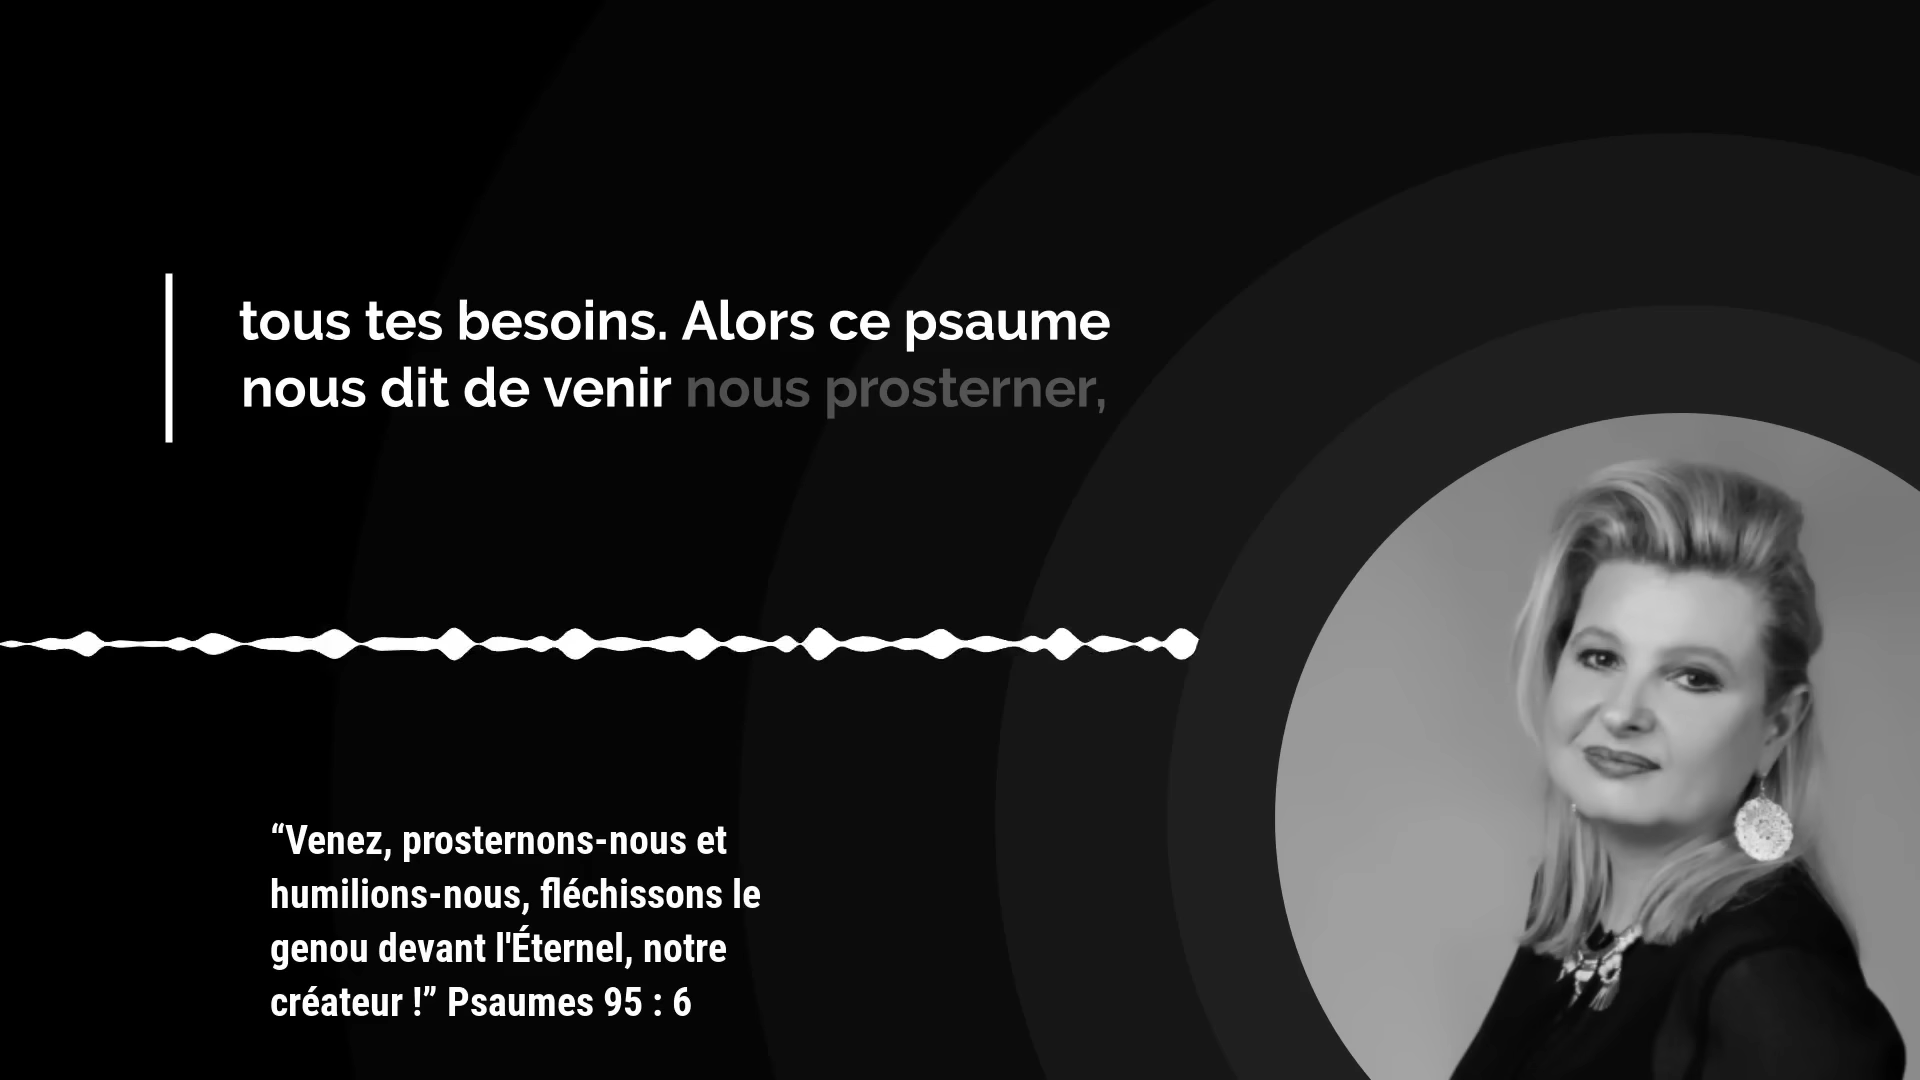 tous tes besoins. Alors ce psaume
nous dit de venir nous prosterner,
“Venez, prosternons-nous et
humilions-nous, fléchissons le
genou devant l'Éternel, notre
créateur !” Psaumes 95 : 6